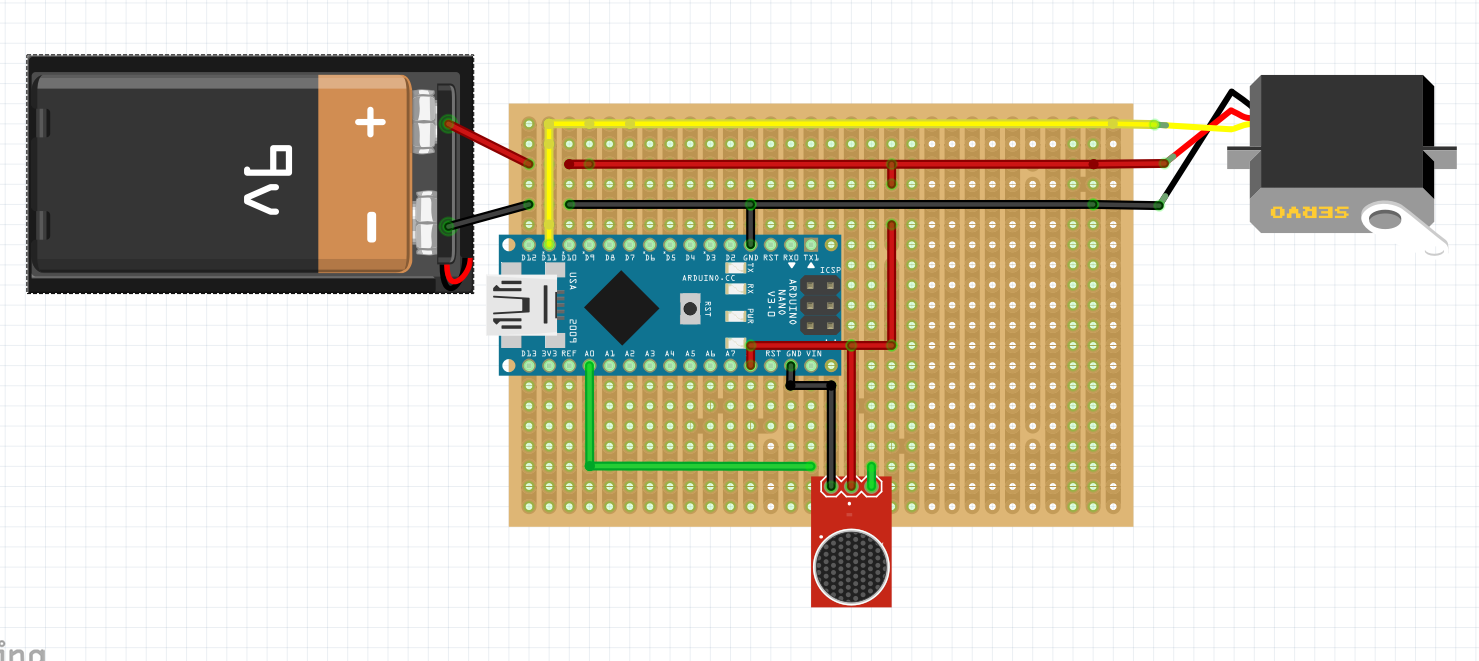 +
9V
−
SERVO
D12 D11 D10 D9 D8 D7 D6 D5 D4 D3 D2 GND RST RX0 TX1
USA
2009
ARDUINO.CC
RST
TX
RX
PWR
ARDUINO
NANO
V3.0
ICSP
D13 3V3 REF A0 A1 A2 A3 A4 A5 A6 A7 RST GND VIN
ing